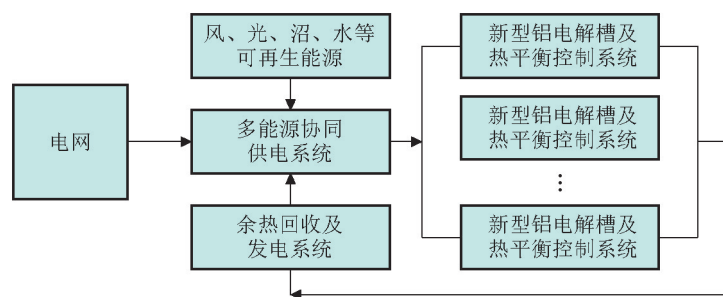 风、光、沼、水等
可再生能源
电网
多能源协同
供电系统
余热回收及
发电系统
新型铝电解槽及
热平衡控制系统
新型铝电解槽及
热平衡控制系统
⋮
新型铝电解槽及
热平衡控制系统